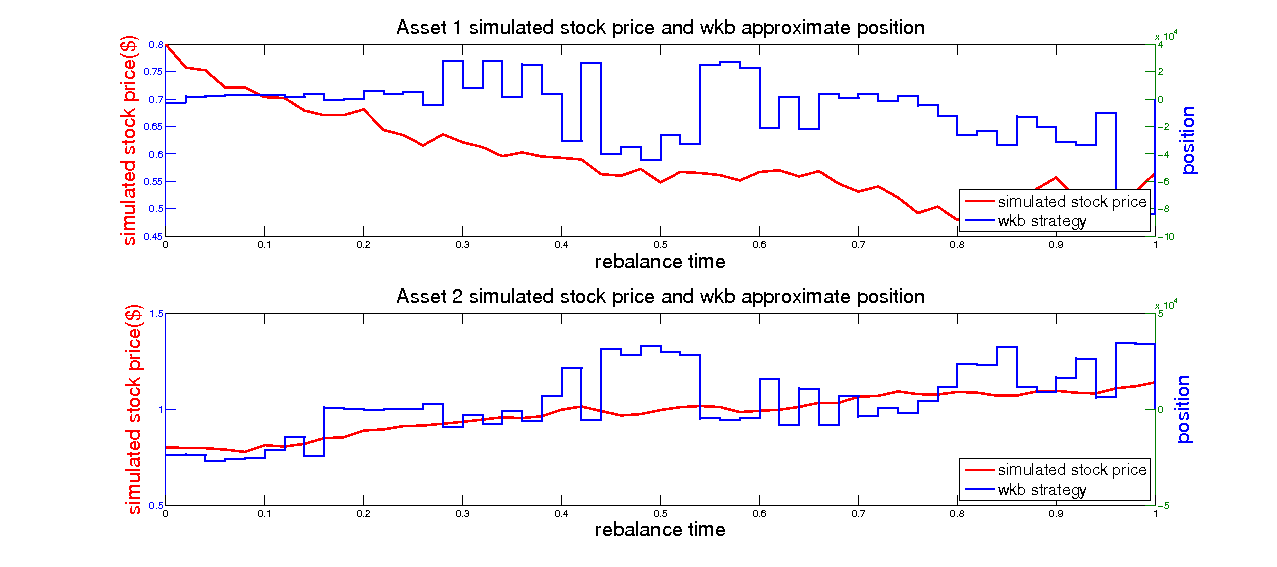 Asset 1 simulated stock price and wkb approximate position
x 10^4
simulated stock price($)
0.8
0.75
0.7
0.65
0.6
0.55
0.5
0.45
4
2
0
-2
-4
-6
-8
-10
position
simulated stock price
wkb strategy
0 0.1 0.2 0.3 0.4 0.5 0.6 0.7 0.8 0.9 1
rebalance time
Asset 2 simulated stock price and wkb approximate position
x 10^4
simulated stock price($)
1.5
1
0.5
5
0
-5
position
simulated stock price
wkb strategy
0 0.1 0.2 0.3 0.4 0.5 0.6 0.7 0.8 0.9 1
rebalance time